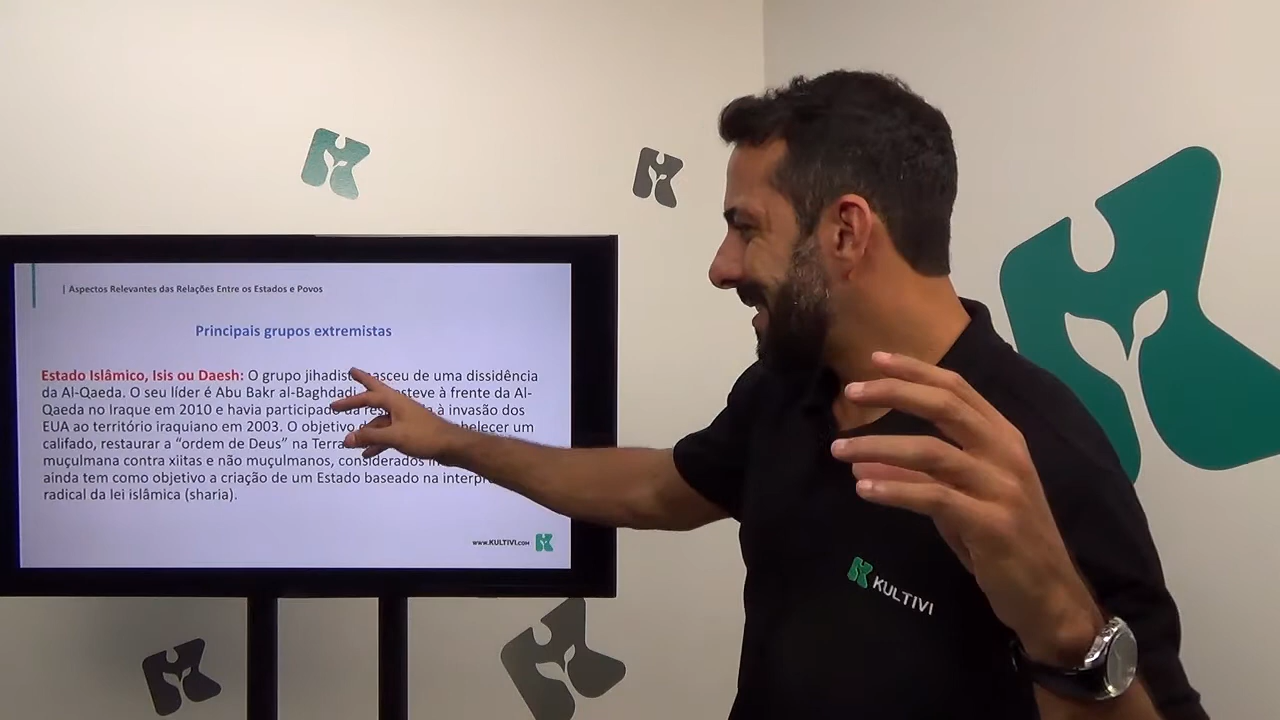 | Aspectos Relevantes das Relações Entre os Estados e Povos
Principais grupos extremistas
Estado Islâmico, Isis ou Daesh: O grupo jihadista nasceu de uma dissidência
da Al-Qaeda. O seu líder é Abu Bakr al-Baghdadi, esteve à frente da Al-
Qaeda no Iraque em 2010 e havia participado da à invasão dos
EUA ao território iraquiano em 2003. O objetivo um
califado, restaurar a “ordem de Deus” na Terra
muçulmana contra xiitas e não muçulmanos, considerados
ainda tem como objetivo a criação de um Estado baseado na
radical da lei islâmica (sharia).
www.KULTIVI.COM
KULTIVI